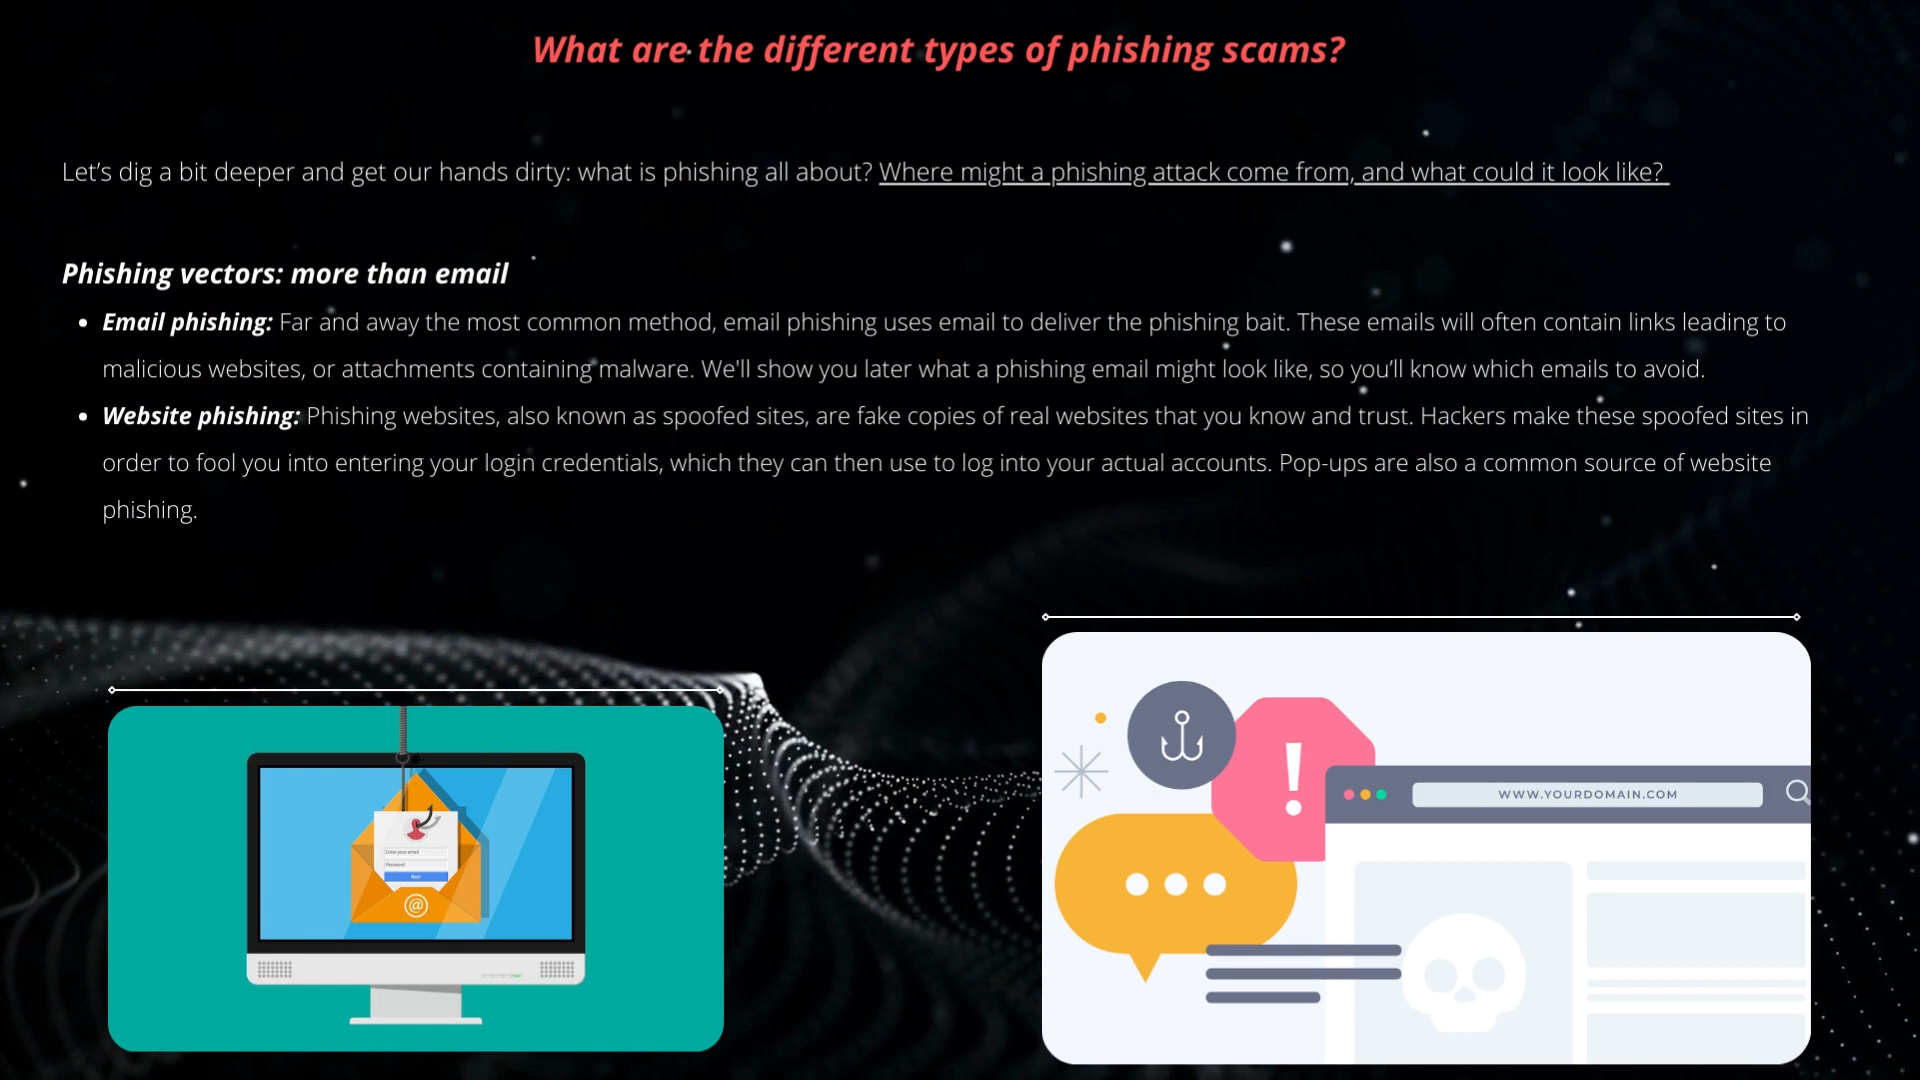 What are the different types of phishing scams?
Let’s dig a bit deeper and get our hands dirty: what is phishing all about? Where might a phishing attack come from, and what could it look like?
Phishing vectors: more than email
• Email phishing: Far and away the most common method, email phishing uses email to deliver the phishing bait. These emails will often contain links leading to
malicious websites, or attachments containing malware. We'll show you later what a phishing email might look like, so you’ll know which emails to avoid.
• Website phishing: Phishing websites, also known as spoofed sites, are fake copies of real websites that you know and trust. Hackers make these spoofed sites in
order to fool you into entering your login credentials, which they can then use to log into your actual accounts. Pop-ups are also a common source of website
phishing.
Enter your email
Password
Next
@
WWW.YOURDOMAIN.COM